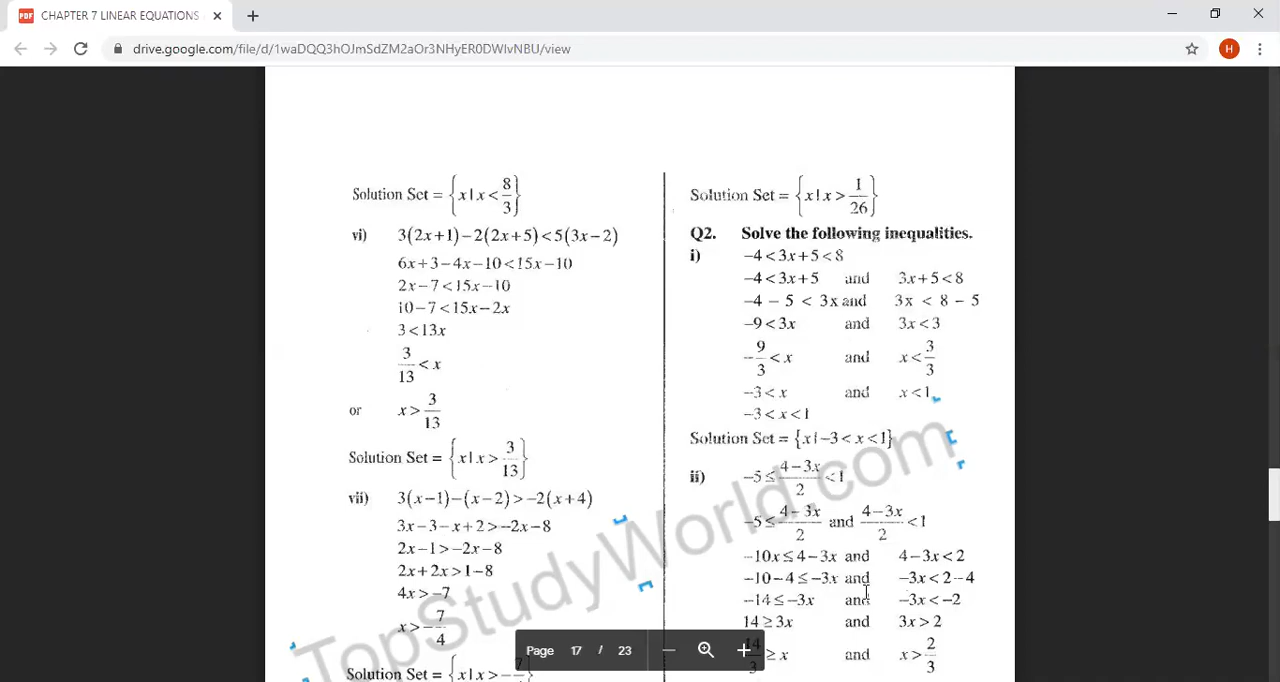 CHAPTER 7 LINEAR EQUATIONS
drive.google.com/file/d/1waDQQ3hOJmSdZM2aOr3NHyER0DWlvNBU/view
H
Solution Set = {x | x < 8/3}
vi) 3(2x+1)−2(2x+5)<5(3x−2)
6x+3−4x−10<15x−10
2x−7<15x−10
10−7<15x−2x
3<13x
3/13 < x
or x > 3/13
Solution Set = {x | x > 3/13}
vii) 3(x−1)−(x−2)>−2(x+4)
3x−3−x+2>−2x−8
2x−1>−2x−8
2x+2x>1−8
4x>−7
x>−7/4
Solution Set = {x | x >−7
Solution Set = {x | x > 1/26}
Q2. Solve the following inequalities.
i) −4<3x+5<8
−4<3x+5 and 3x+5<8
−4 − 5 < 3x and 3x < 8 − 5
−9<3x and 3x<3
−9/3 < x and x < 3/3
−3<x and x<1
−3<x<1
Solution Set = {x|−3<x<1}
ii) −5≤ (4−3x)/2 <1
−5≤ (4−3x)/2 and (4−3x)/2 <1
−10x≤4−3x and 4−3x<2
−10−4≤−3x and −3x<2−4
−14≤−3x and −3x<−2
14≥3x and 3x>2
14/3 ≥x and x> 2/3
TopStudyWorld.com
Page 17 / 23